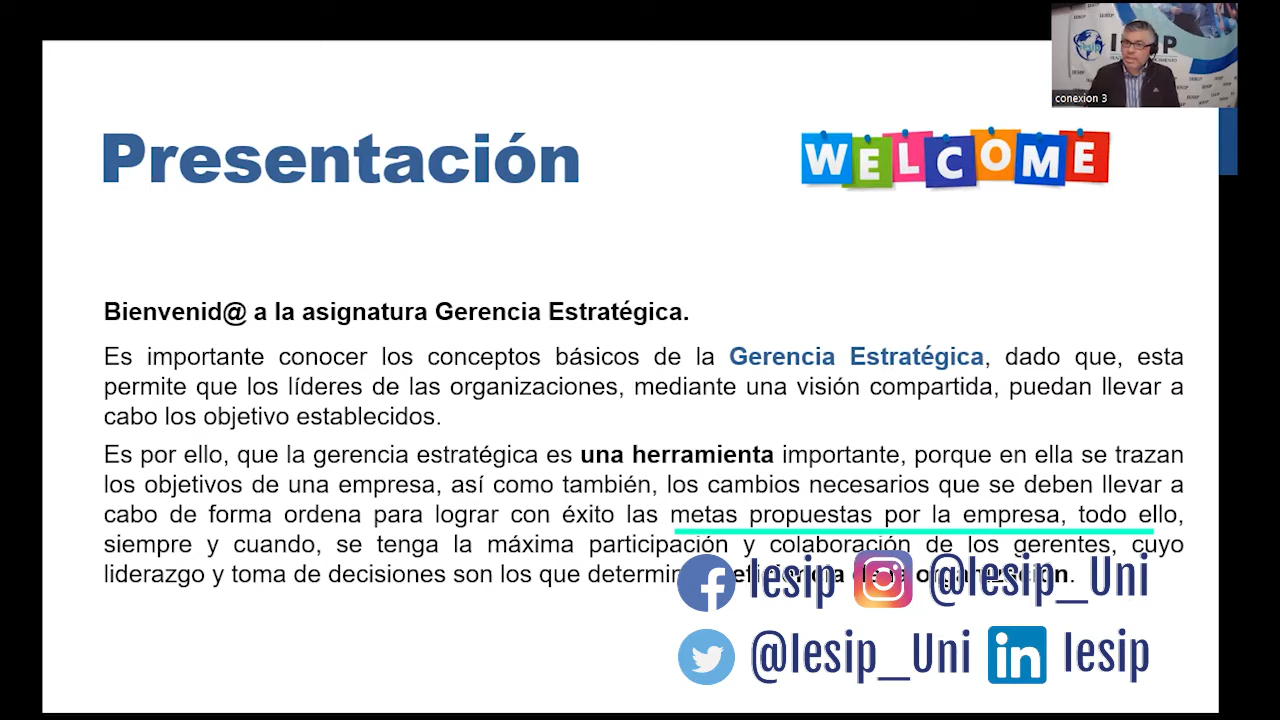 IESIP
conexion 3
Presentación
WELCOME
Bienvenid@ a la asignatura Gerencia Estratégica.
Es importante conocer los conceptos básicos de la Gerencia Estratégica, dado que, esta
permite que los líderes de las organizaciones, mediante una visión compartida, puedan llevar a
cabo los objetivo establecidos.
Es por ello, que la gerencia estratégica es una herramienta importante, porque en ella se trazan
los objetivos de una empresa, así como también, los cambios necesarios que se deben llevar a
cabo de forma ordena para lograr con éxito las metas propuestas por la empresa, todo ello,
siempre y cuando, se tenga la máxima participación y colaboración de los gerentes, cuyo
liderazgo y toma de decisiones son los que
Iesip @Iesip_Uni
@Iesip_Uni Iesip